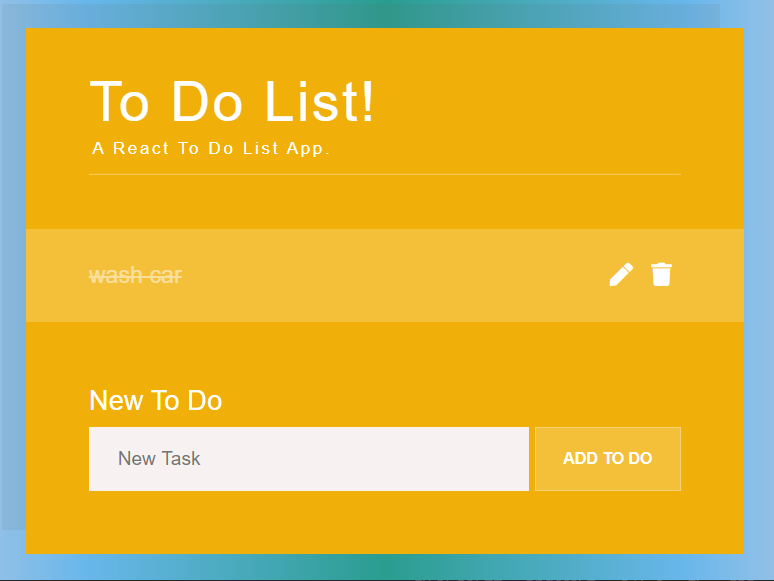 To Do List!
A React To Do List App.
wash car
New To Do
New Task
ADD TO DO